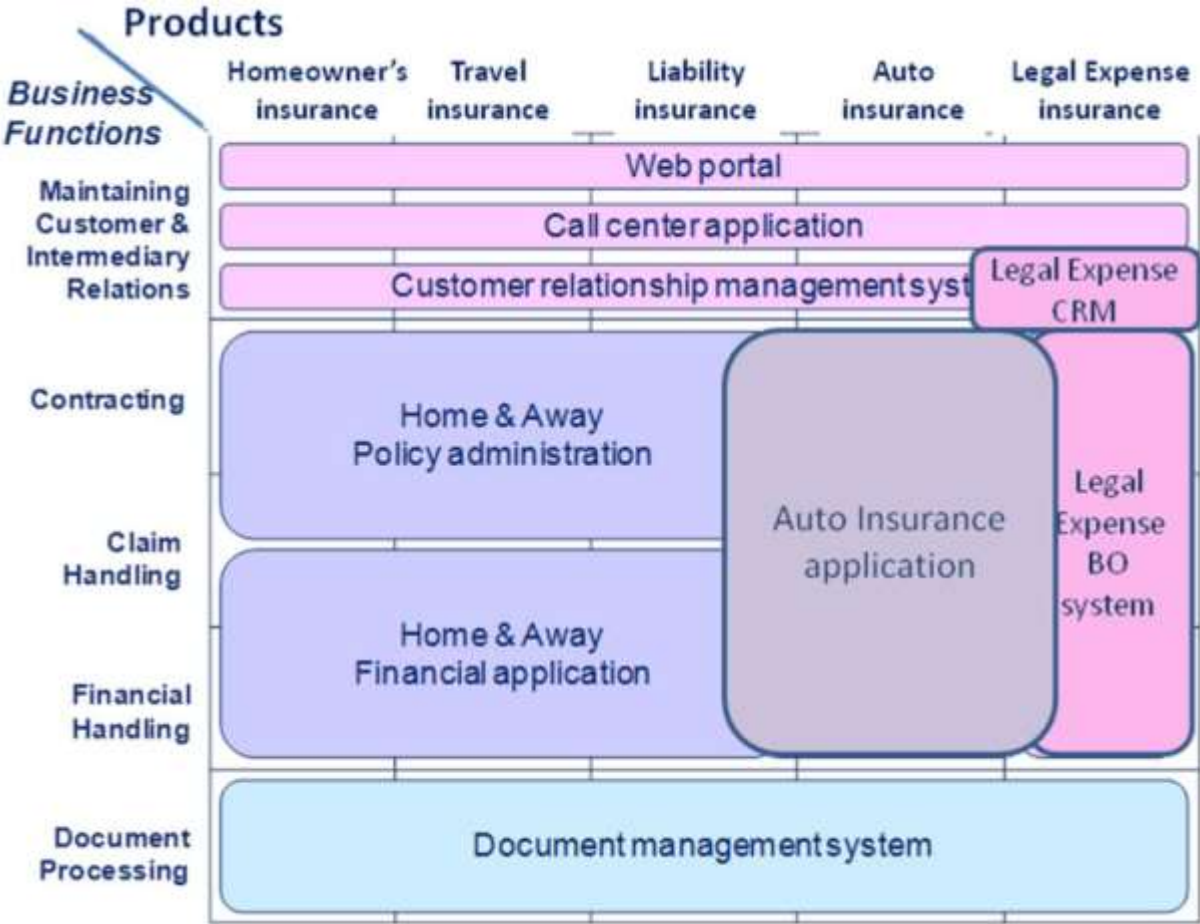 Products
Business
Functions
Homeowner's
insurance
Travel
insurance
Liability
insurance
Auto
insurance
Legal Expense
insurance
Maintaining
Customer &
Intermediary
Relations
Web portal
Call center application
Customer relationship management syst
Legal Expense
CRM
Contracting
Home & Away
Policy administration
Auto Insurance
application
Legal
Expense
BO
system
Claim
Handling
Home & Away
Financial application
Financial
Handling
Document
Processing
Document management system